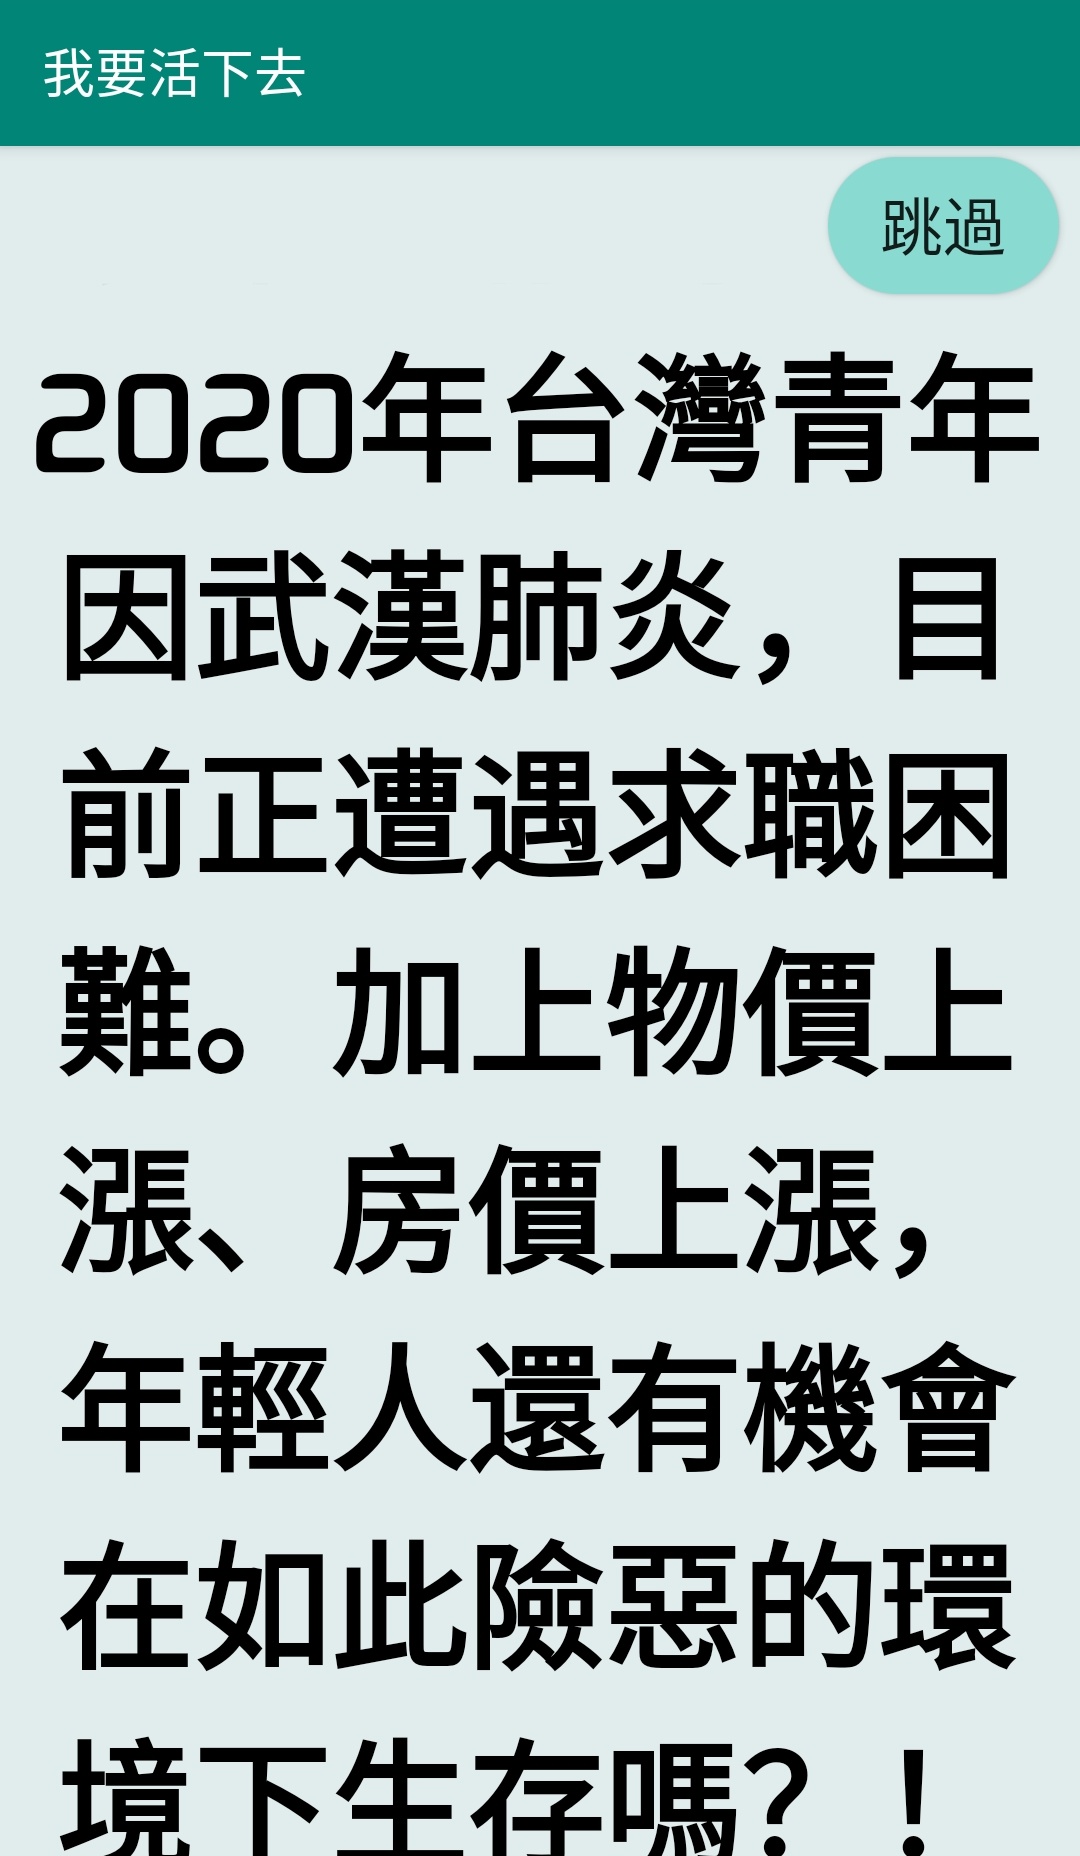 我要活下去
跳過
2020年台灣青年
因武漢肺炎，目
前正遭遇求職困
難。加上物價上
漲、房價上漲，
年輕人還有機會
在如此險惡的環
境下生存嗎？！